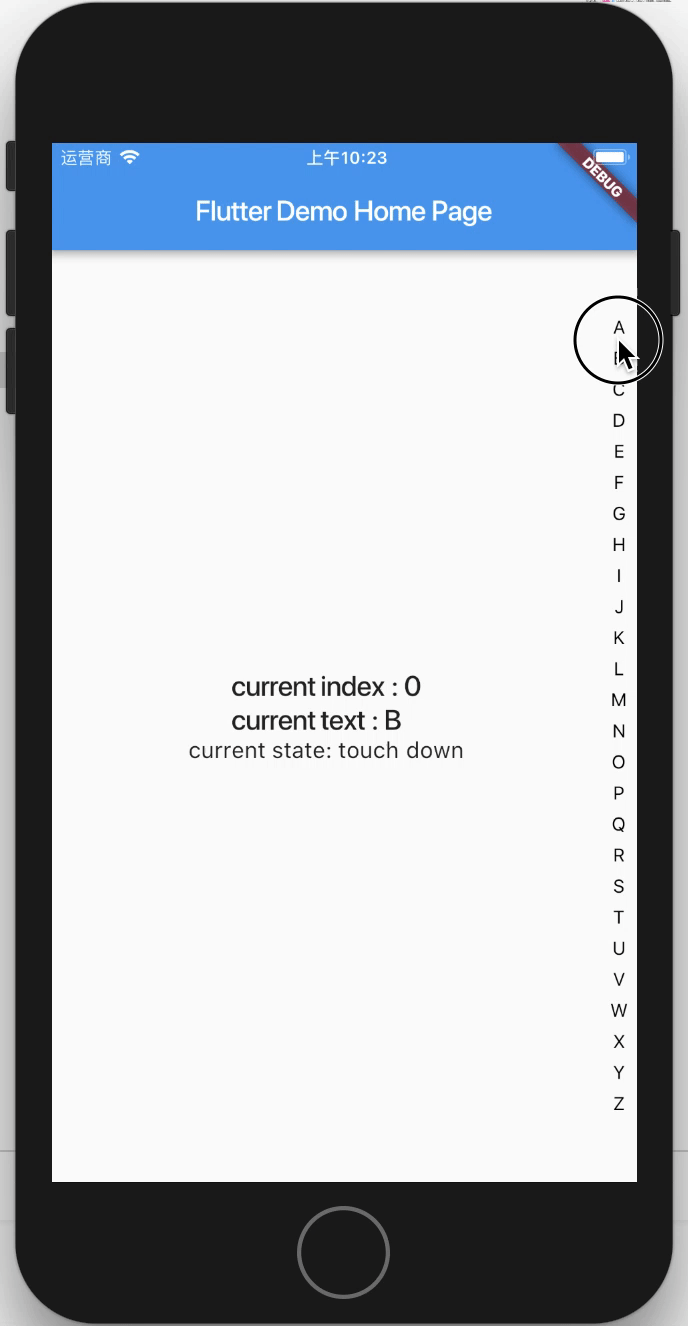 运营商 上午10:23
DEBUG
Flutter Demo Home Page
A
C
D
E
F
G
H
I
J
K
L
M
N
O
P
Q
R
S
T
U
V
W
X
Y
Z
current index : 0
current text : B
current state: touch down